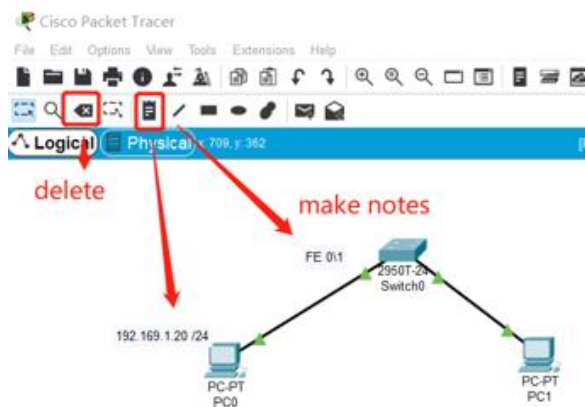 Cisco Packet Tracer
File Edit Options View Tools Extensions Help
Logical Physical x: 709, y: 362
delete
make notes
FE 0\1
2950T-24
Switch0
192.169.1.20 /24
PC-PT
PC0
PC-PT
PC1